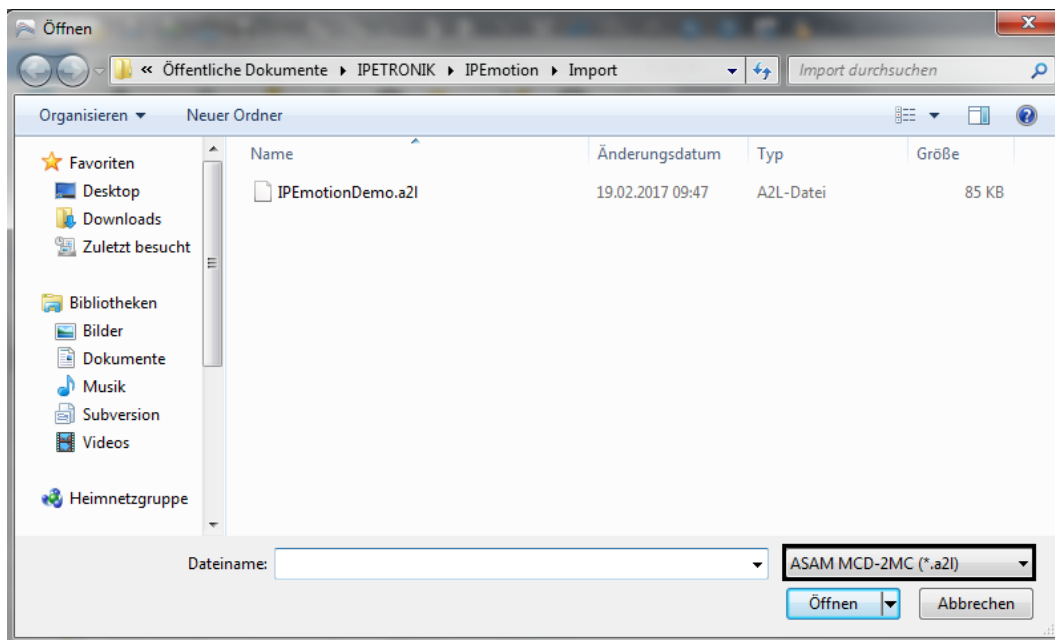 Öffnen
« Öffentliche Dokumente IPETRONIK IPEmotion Import
Import durchsuchen
Organisieren Neuer Ordner
Name Änderungsdatum Typ Größe
IPEmotionDemo.a2l 19.02.2017 09:47 A2L-Datei 85 KB
Favoriten
Desktop
Downloads
Zuletzt besucht
Bibliotheken
Bilder
Dokumente
Musik
Subversion
Videos
Heimnetzgruppe
Dateiname:
ASAM MCD-2MC (*.a2l)
Öffnen Abbrechen